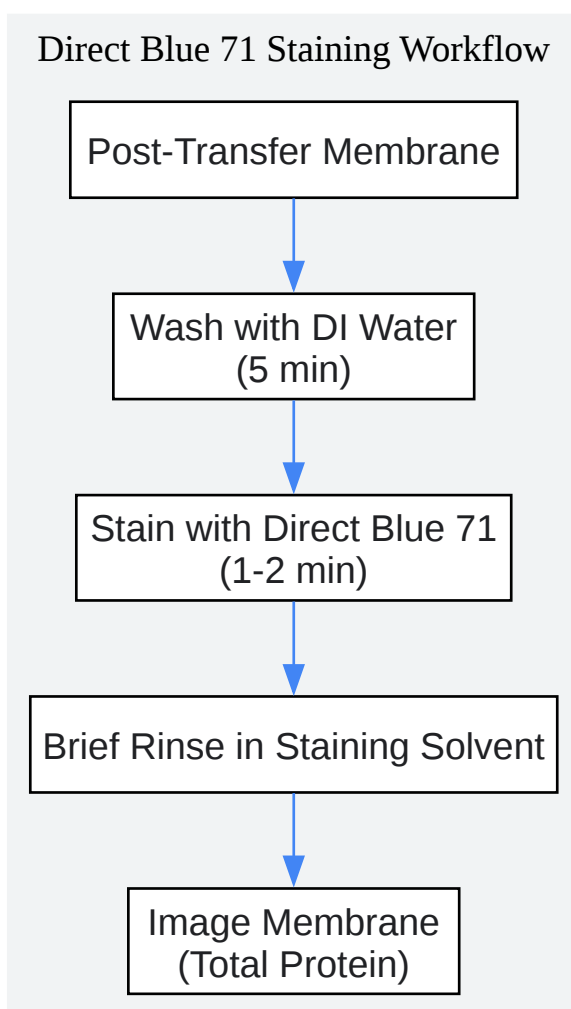 Direct Blue 71 Staining Workflow
Post-Transfer Membrane
Wash with DI Water
(5 min)
Stain with Direct Blue 71
(1-2 min)
Brief Rinse in Staining Solvent
Image Membrane
(Total Protein)